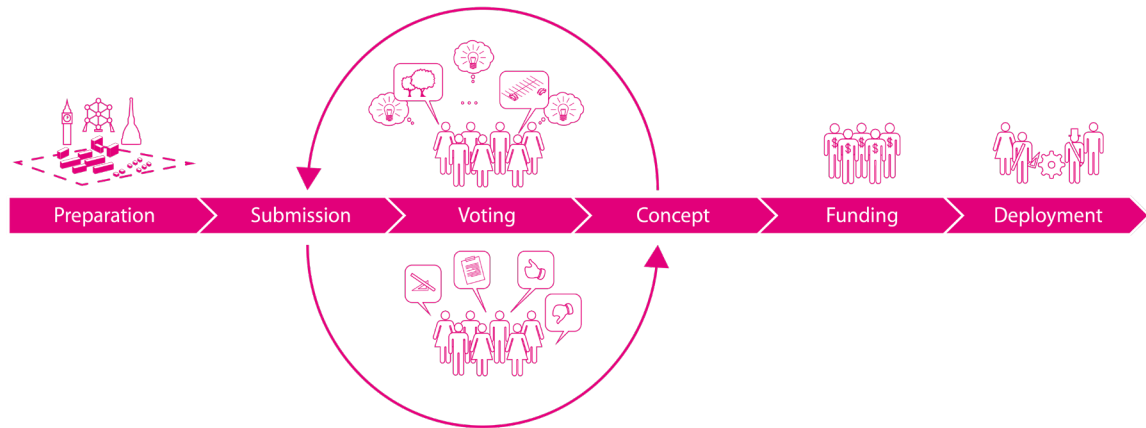 Preparation
Submission
Voting
Concept
Funding
Deployment